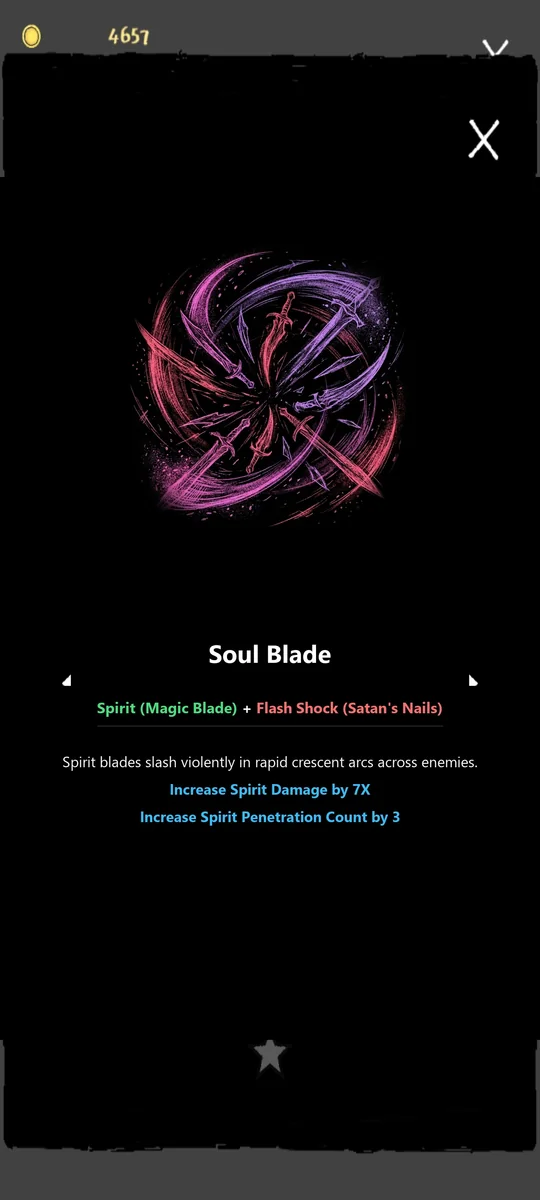 4657
X
X
Soul Blade
Spirit (Magic Blade) + Flash Shock (Satan's Nails)
Spirit blades slash violently in rapid crescent arcs across enemies.
Increase Spirit Damage by 7X
Increase Spirit Penetration Count by 3